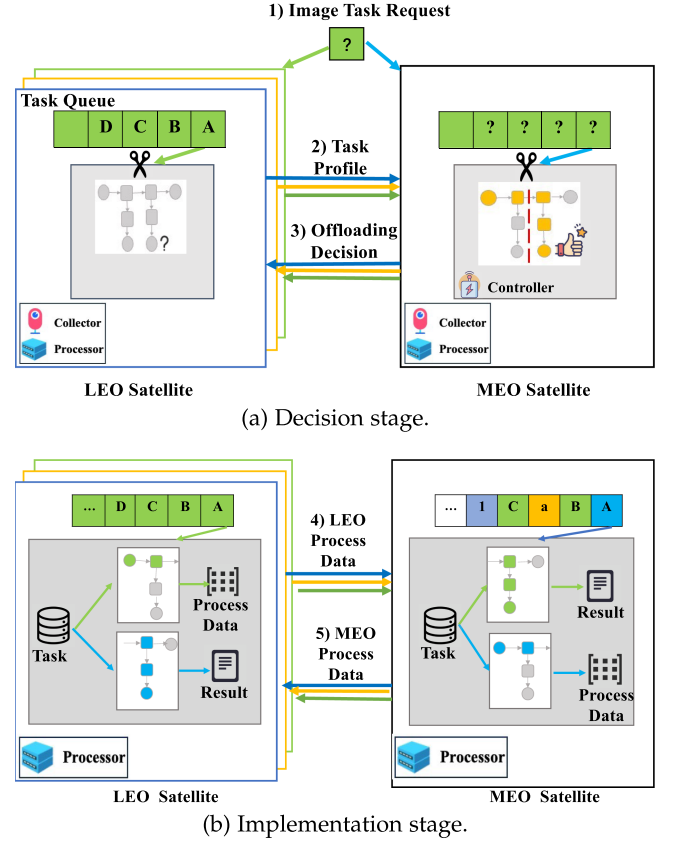 1) Image Task Request
?
Task Queue
D C B A
? ? ? ?
2) Task
Profile
?
3) Offloading
Decision
Controller
Collector
Processor
Collector
Processor
LEO Satellite
MEO Satellite
(a) Decision stage.
... D C B A
... 1 C a B A
4) LEO
Process
Data
Process
Data
Task
Result
5) MEO
Process
Data
Result
Task
Process
Data
Processor
Processor
LEO Satellite
MEO Satellite
(b) Implementation stage.